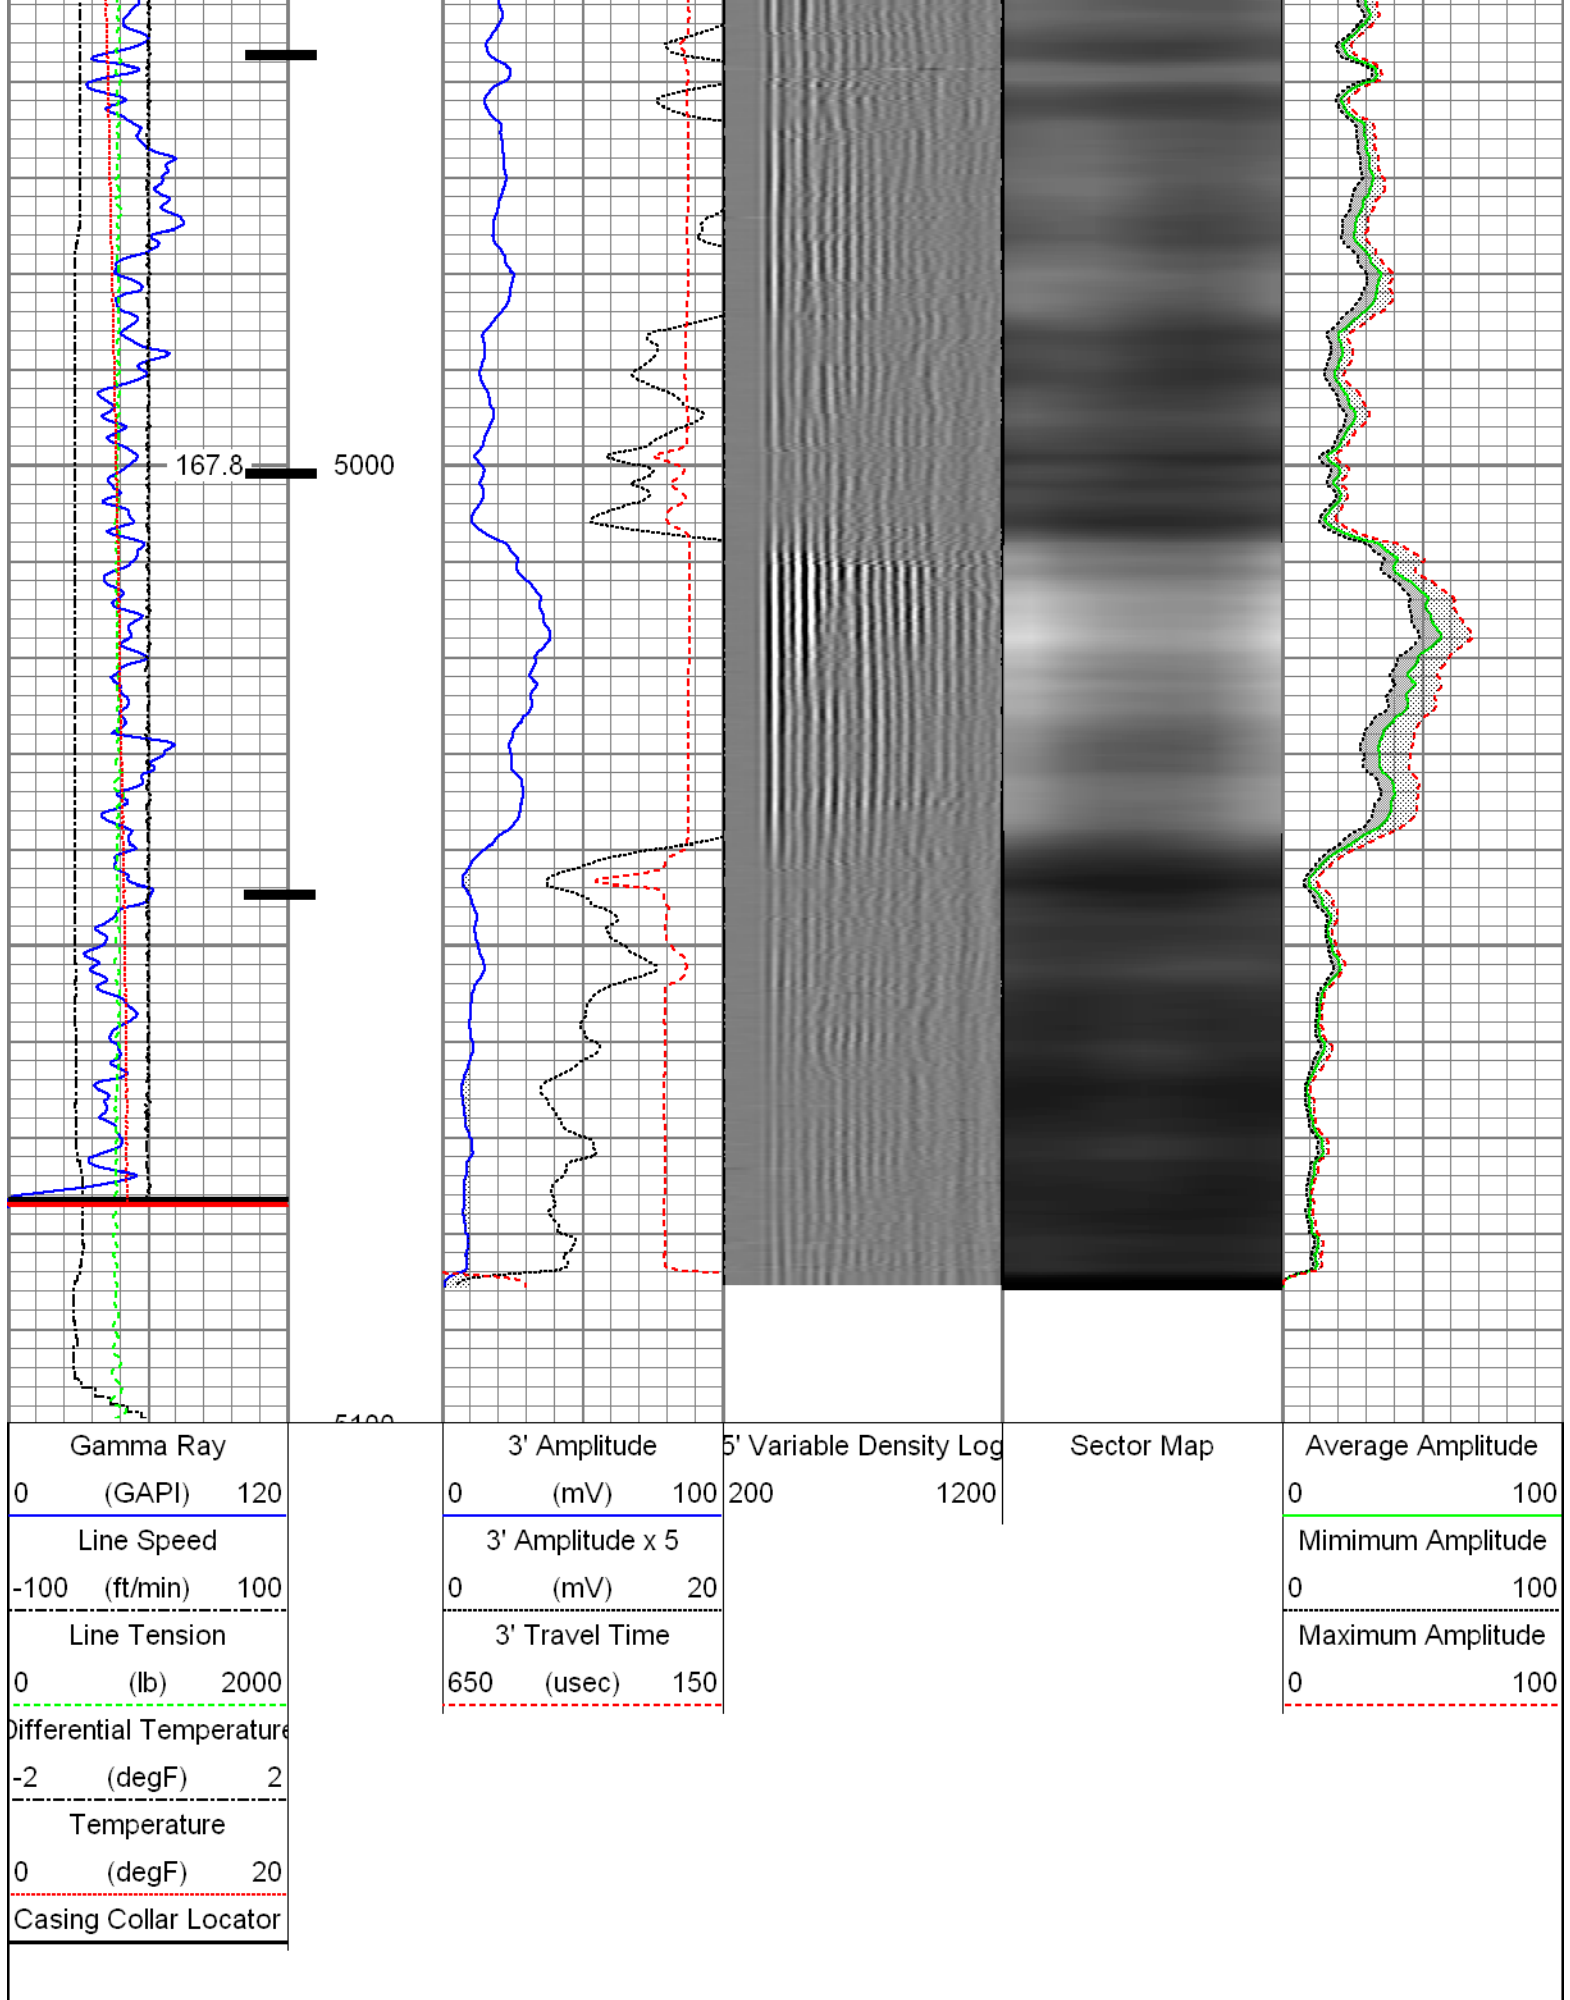 167.8
5000
5100
Gamma Ray
0 (GAPI) 120
Line Speed
-100 (ft/min) 100
Line Tension
0 (lb) 2000
Differential Temperature
-2 (degF) 2
Temperature
0 (degF) 20
Casing Collar Locator
3' Amplitude
0 (mV) 100
3' Amplitude x 5
0 (mV) 20
3' Travel Time
650 (usec) 150
5' Variable Density Log
200 1200
Sector Map
Average Amplitude
0 100
Mimimum Amplitude
0 100
Maximum Amplitude
0 100